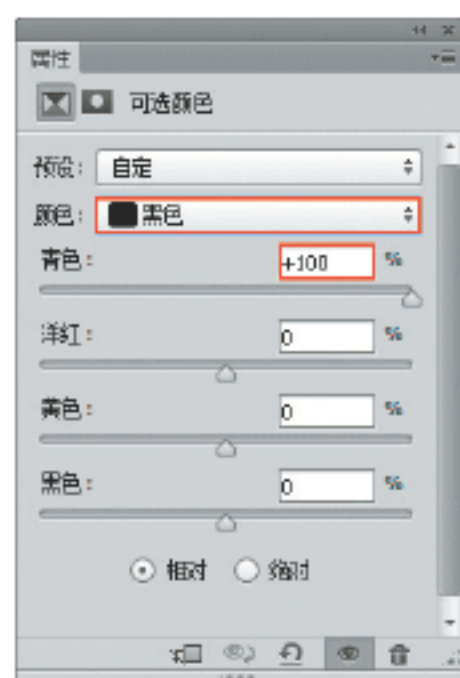 属性
可选颜色
预设： 自定
颜色： 黑色
青色： +100 %
洋红： 0 %
黄色： 0 %
黑色： 0 %
相对 绝对